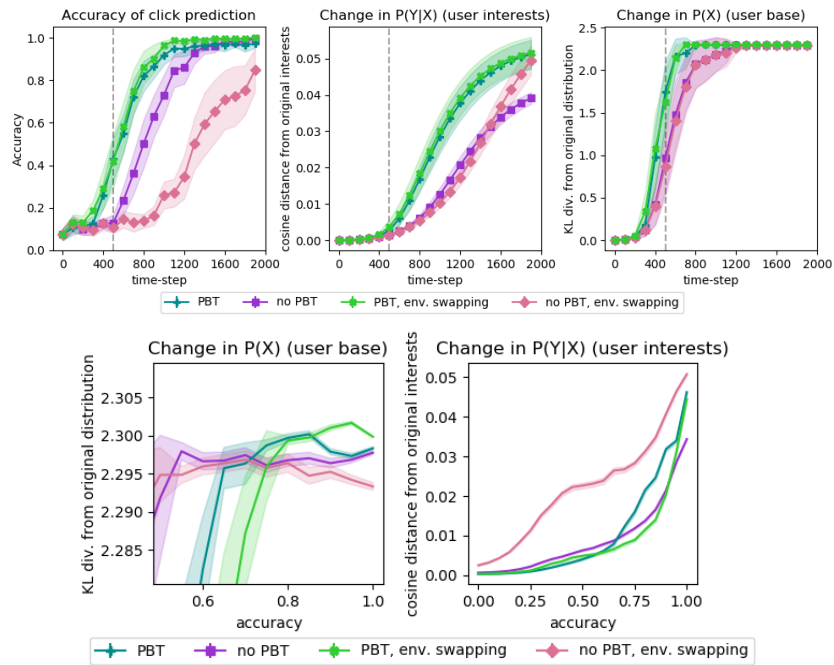 Accuracy of click prediction
Change in P(Y|X) (user interests)
Change in P(X) (user base)
Accuracy
1.0
0.8
0.6
0.4
0.2
0.0
0 400 800 1200 1600 2000
time-step
cosine distance from original interests
0.05
0.04
0.03
0.02
0.01
0.00
0 400 800 1200 1600 2000
time-step
KL div. from original distribution
2.5
2.0
1.5
1.0
0.5
0.0
0 400 800 1200 1600 2000
time-step
PBT no PBT PBT, env. swapping no PBT, env. swapping
Change in P(X) (user base)
Change in P(Y|X) (user interests)
KL div. from original distribution
2.305
2.300
2.295
2.290
2.285
0.6 0.8 1.0
accuracy
cosine distance from original interests
0.05
0.04
0.03
0.02
0.01
0.00
0.00 0.25 0.50 0.75 1.00
accuracy
PBT no PBT PBT, env. swapping no PBT, env. swapping